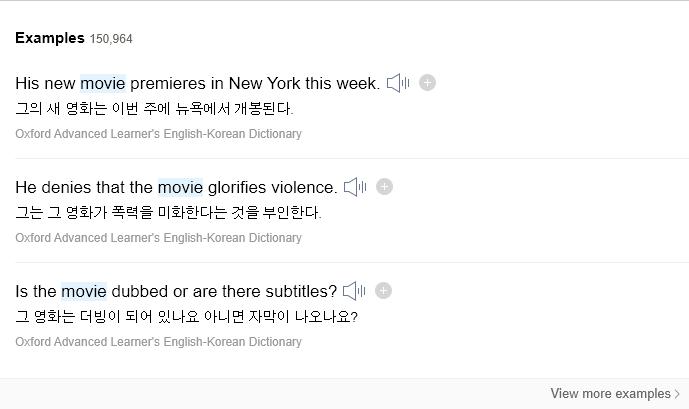 Examples 150,964
His new movie premieres in New York this week.
그의 새 영화는 이번 주에 뉴욕에서 개봉된다.
Oxford Advanced Learner's English-Korean Dictionary
He denies that the movie glorifies violence.
그는 그 영화가 폭력을 미화한다는 것을 부인한다.
Oxford Advanced Learner's English-Korean Dictionary
Is the movie dubbed or are there subtitles?
그 영화는 더빙이 되어 있나요 아니면 자막이 나오나요?
Oxford Advanced Learner's English-Korean Dictionary
View more examples